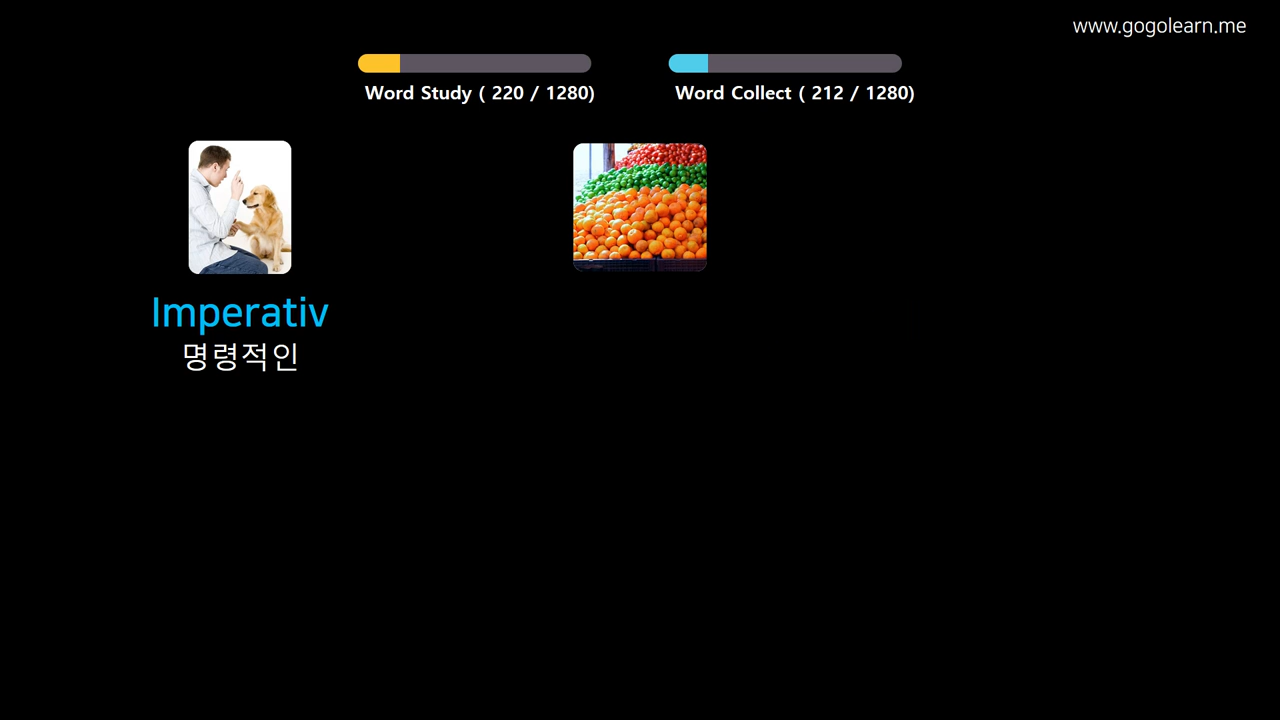 www.gogolearn.me
Word Study ( 220 / 1280)
Word Collect ( 212 / 1280)
Imperativ
명령적인